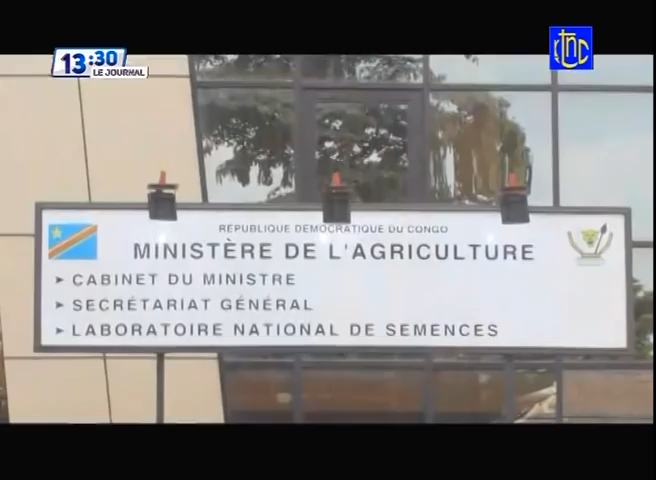 13:30
LE JOURNAL
rtnc
RÉPUBLIQUE DÉMOCRATIQUE DU CONGO
MINISTÈRE DE L'AGRICULTURE
➤ CABINET DU MINISTRE
➤ SECRÉTARIAT GÉNÉRAL
➤ LABORATOIRE NATIONAL DE SEMENCES